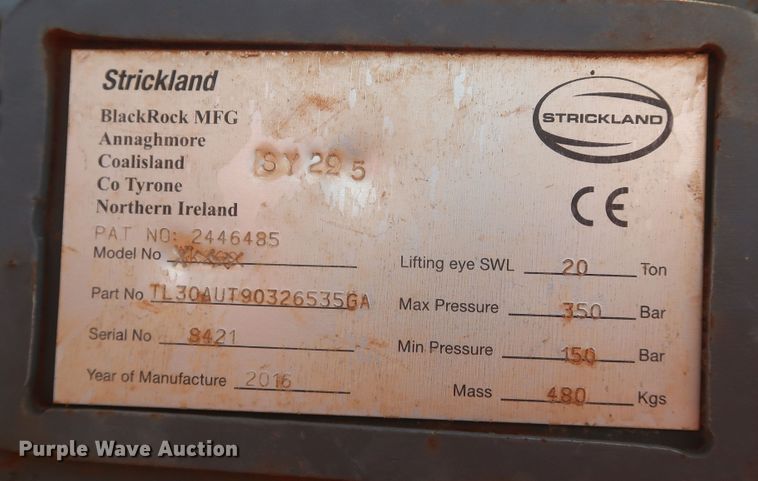 Strickland
STRICKLAND
BlackRock MFG
Annaghmore
Coalisland
SY 295
Co Tyrone
Northern Ireland
CE
PAT NO: 2446485
Model No
Lifting eye SWL 20 Ton
Part No TL30AUT90326535GA
Max Pressure 350 Bar
Serial No 8421
Min Pressure 150 Bar
Year of Manufacture 2016
Mass 480 Kgs
Purple Wave Auction